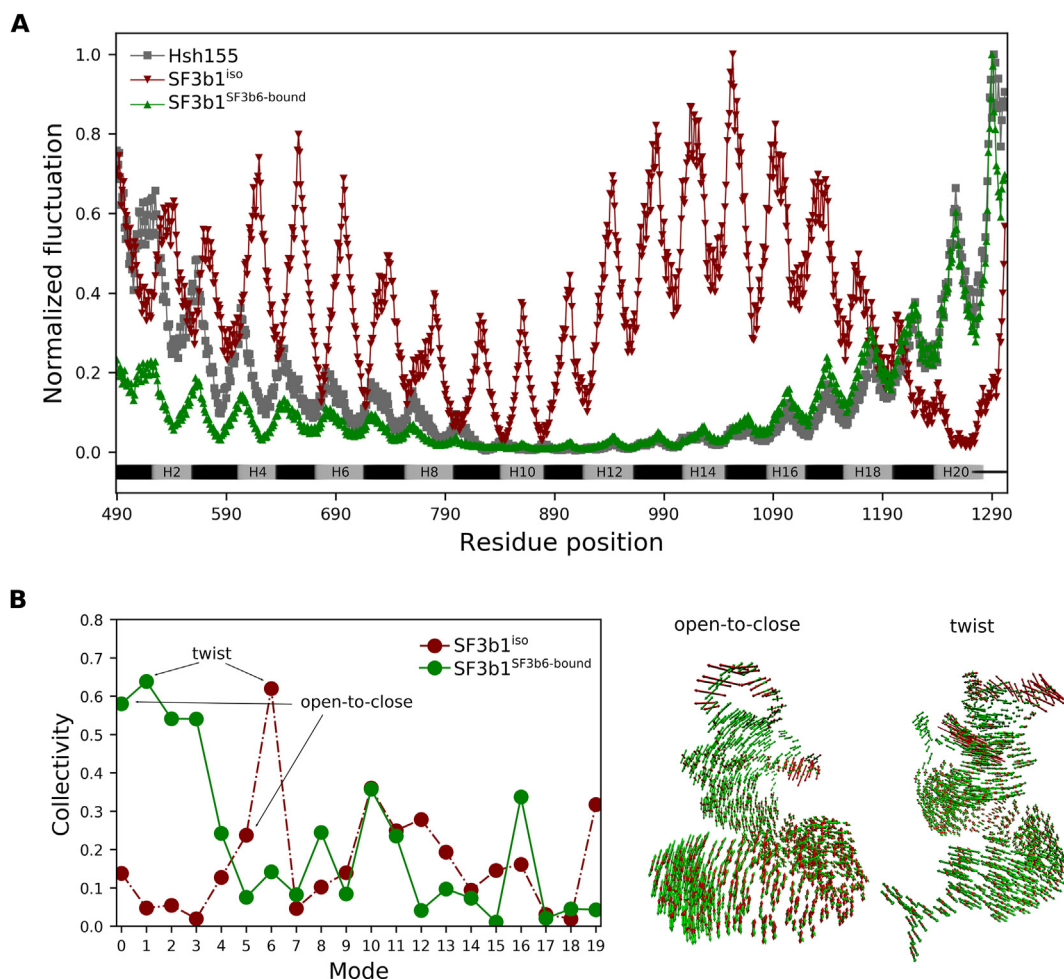 A
Hsh155
SF3b1iso
SF3b1SF3b6-bound
Normalized fluctuation
1.0
0.8
0.6
0.4
0.2
0.0
H2 H4 H6 H8 H10 H12 H14 H16 H18 H20
490 590 690 790 890 990 1090 1190 1290
Residue position
B
Collectivity
0.8
0.7
0.6
0.5
0.4
0.3
0.2
0.1
0.0
twist
open-to-close
SF3b1iso
SF3b1SF3b6-bound
0 1 2 3 4 5 6 7 8 9 10 11 12 13 14 15 16 17 18 19
Mode
open-to-close
twist